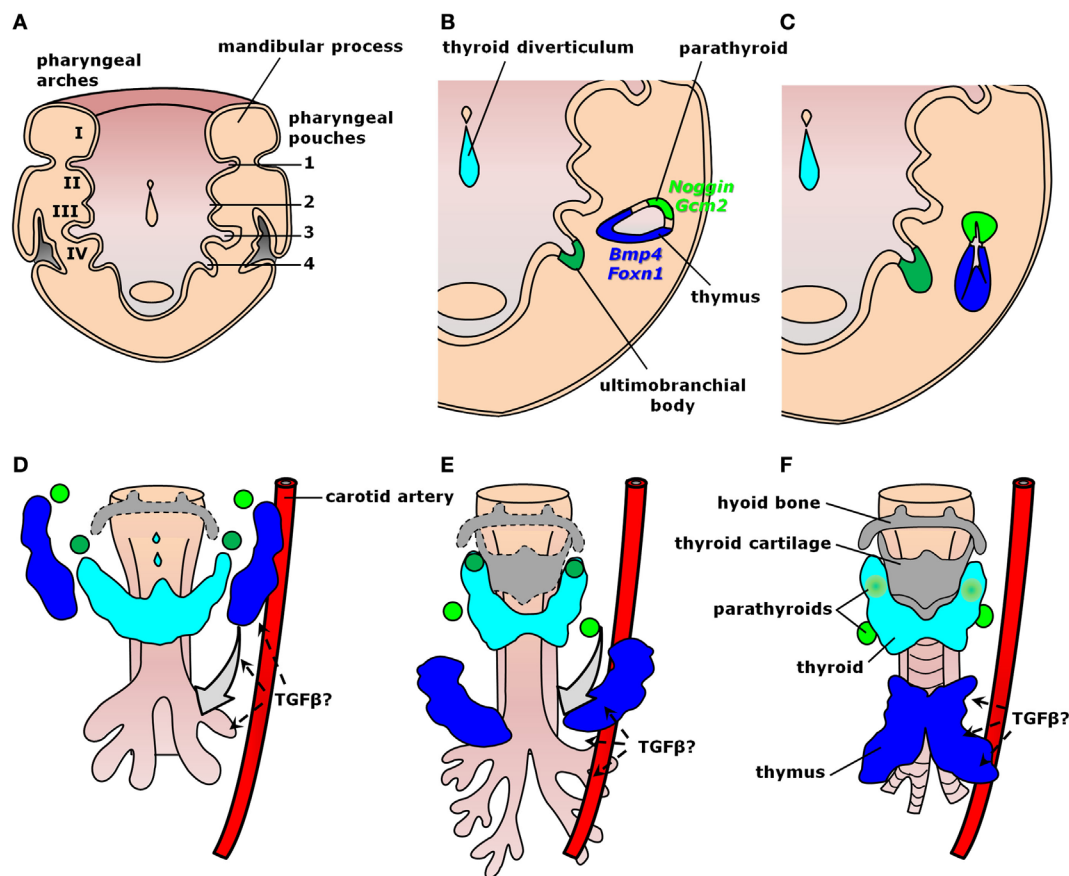 A
mandibular process
pharyngeal
arches
pharyngeal
pouches
I
II
III
IV
1
2
3
4
B
thyroid diverticulum
parathyroid
Noggin
Gcm2
Bmp4
Foxn1
thymus
ultimobranchial
body
C
D
carotid artery
TGFβ?
E
TGFβ?
F
hyoid bone
thyroid cartilage
parathyroids
thyroid
TGFβ?
thymus